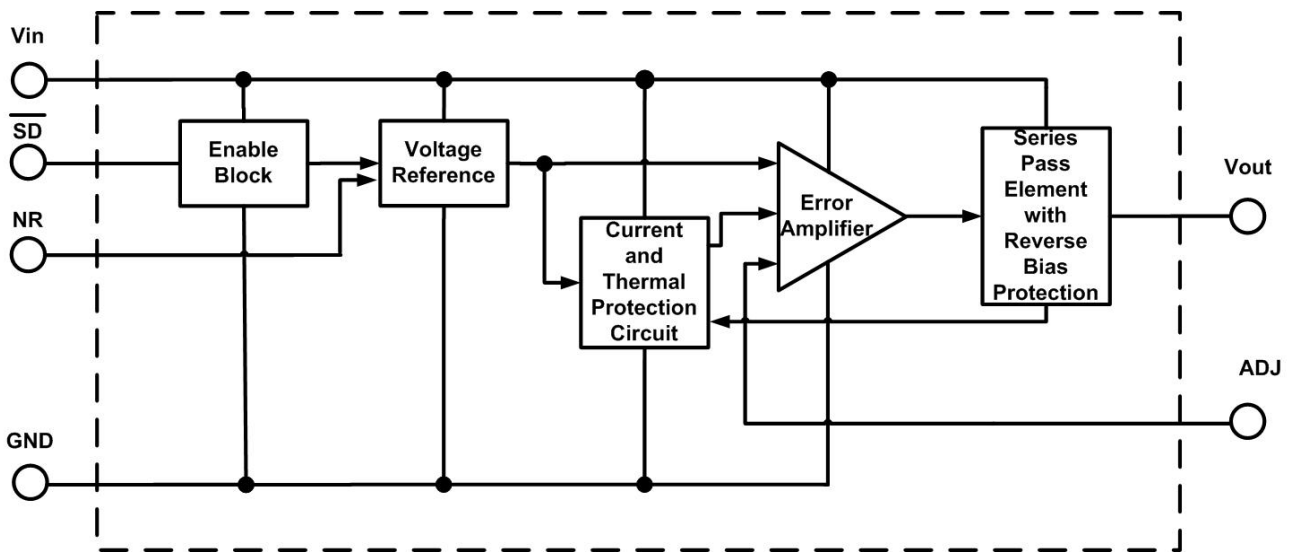 Vin
SD
NR
GND
Enable
Block
Voltage
Reference
Current
and
Thermal
Protection
Circuit
Error
Amplifier
Series
Pass
Element
with
Reverse
Bias
Protection
Vout
ADJ